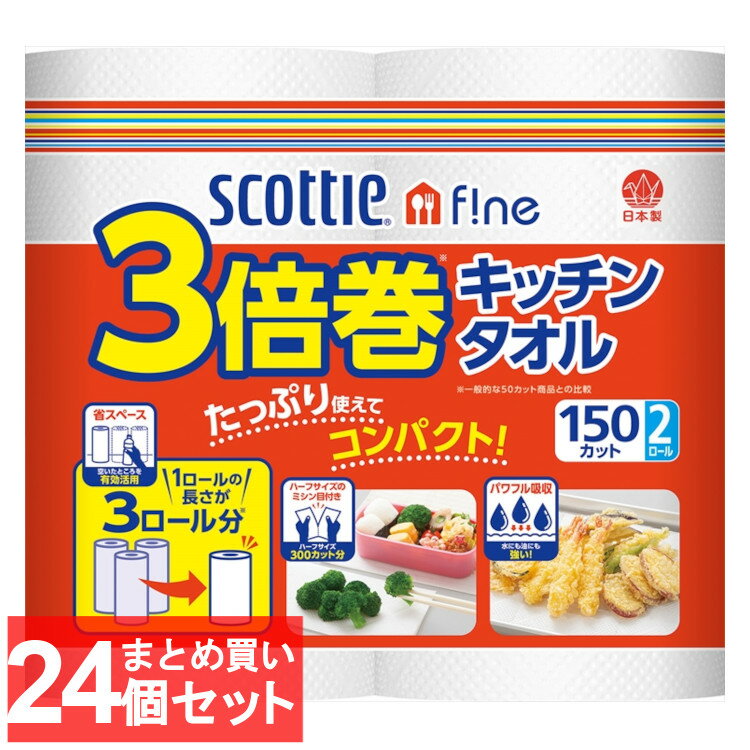 scottie® f!ne
日本製
3倍巻※
キッチン
タオル
※一般的な50カット商品との比較
たっぷり使えて
コンパクト!
150
カット
2
ロール
省スペース
空いたところを
有効活用
1ロールの
長さが
3ロール分※
ハーフサイズの
ミシン目付き
ハーフサイズ
300カット分
パワフル吸収
水にも油にも
強い!
24
まとめ買い
個セット